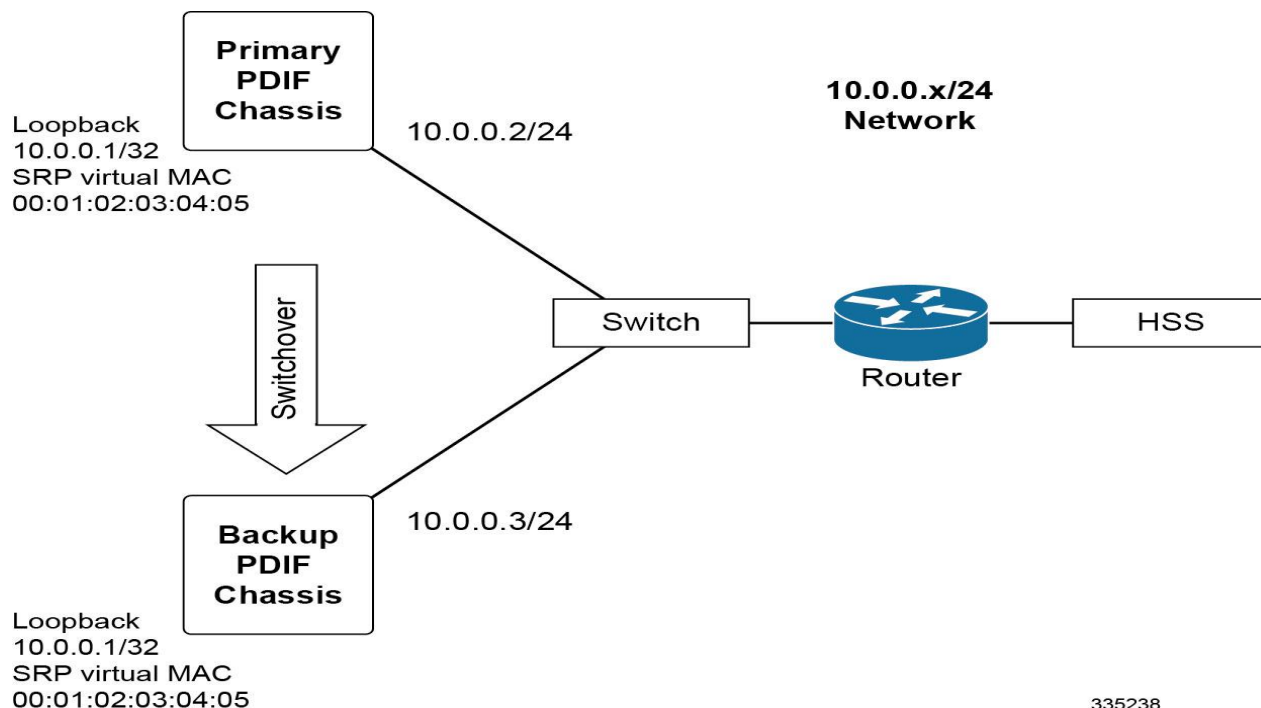 Primary
PDIF
Chassis
Loopback
10.0.0.1/32
SRP virtual MAC
00:01:02:03:04:05
10.0.0.2/24
10.0.0.x/24
Network
Switchover
Switch
Router
HSS
Backup
PDIF
Chassis
10.0.0.3/24
Loopback
10.0.0.1/32
SRP virtual MAC
00:01:02:03:04:05
335238